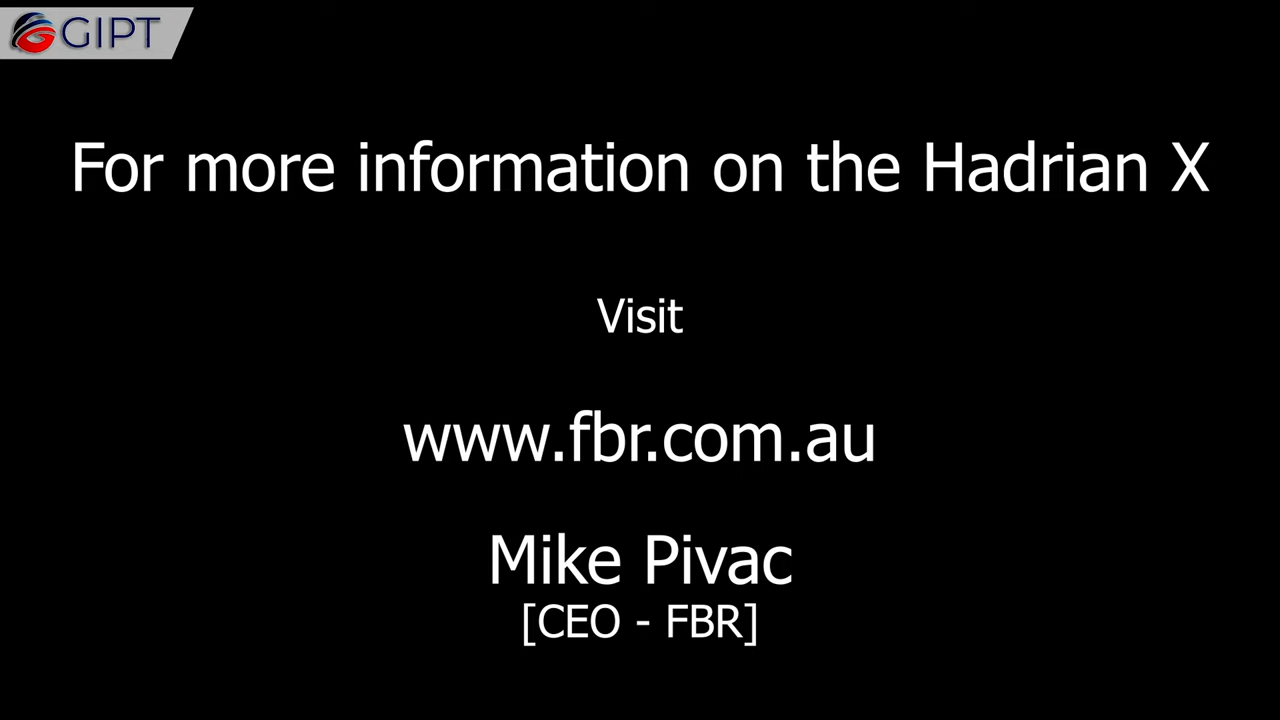 GIPT
For more information on the Hadrian X
Visit
www.fbr.com.au
Mike Pivac
[CEO - FBR]